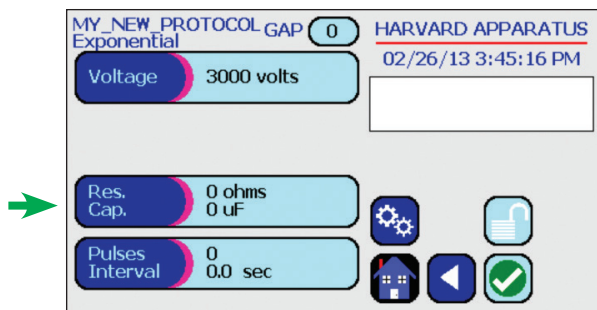 MY_NEW_PROTOCOL GAP 0
Exponential
HARVARD APPARATUS
02/26/13 3:45:16 PM
Voltage 3000 volts
Res. 0 ohms
Cap. 0 uF
Pulses 0
Interval 0.0 sec